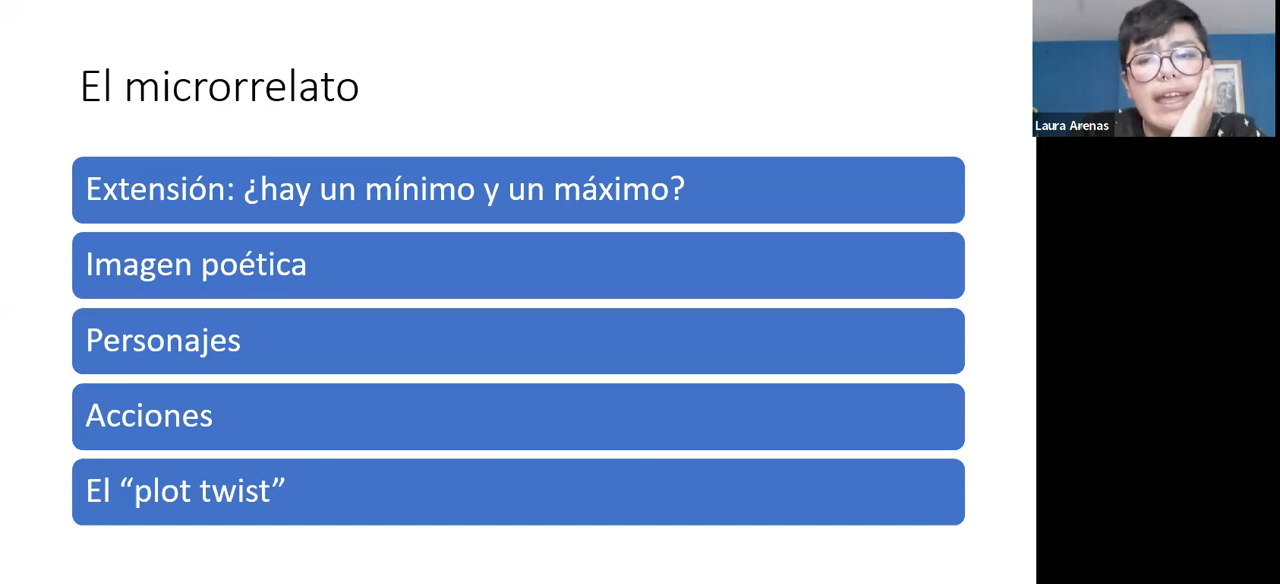 El microrrelato
Extensión: ¿hay un mínimo y un máximo?
Imagen poética
Personajes
Acciones
El “plot twist”
Laura Arenas